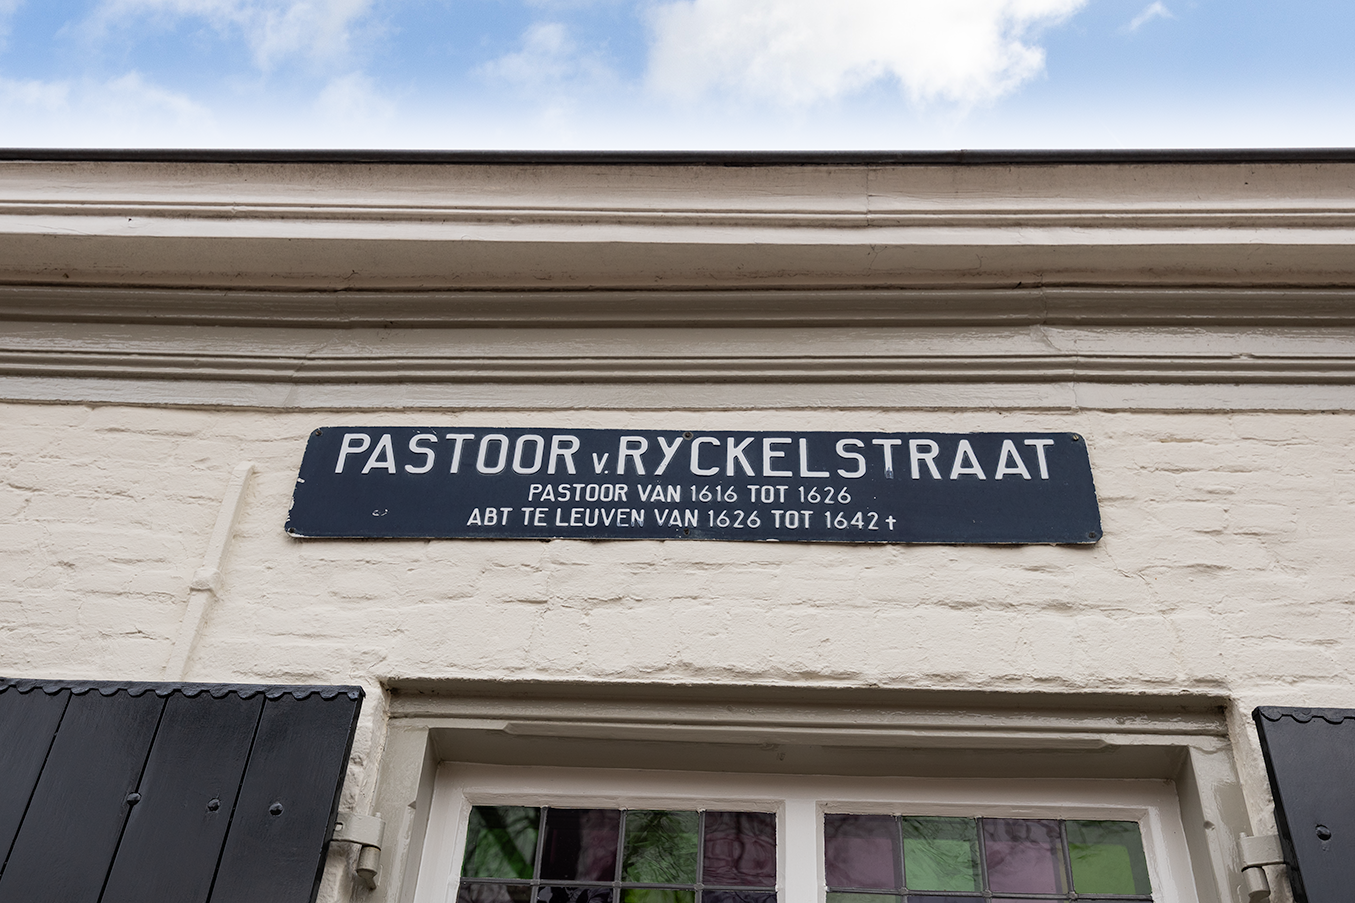 PASTOOR v. RYCKELSTRAAT
PASTOOR VAN 1616 TOT 1626
ABT TE LEUVEN VAN 1626 TOT 1642 †